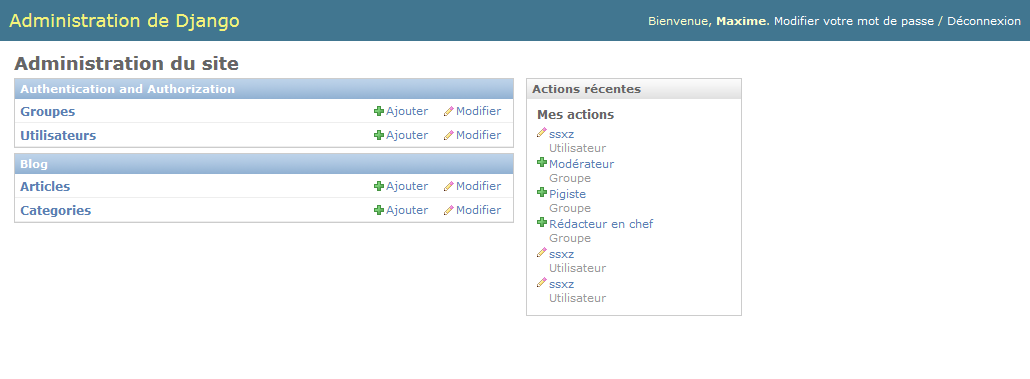 Administration de Django
Bienvenue, Maxime. Modifier votre mot de passe / Déconnexion
Administration du site
Authentication and Authorization
Groupes Ajouter Modifier
Utilisateurs Ajouter Modifier
Blog
Articles Ajouter Modifier
Categories Ajouter Modifier
Actions récentes
Mes actions
ssxz
Utilisateur
Modérateur
Groupe
Pigiste
Groupe
Rédacteur en chef
Groupe
ssxz
Utilisateur
ssxz
Utilisateur